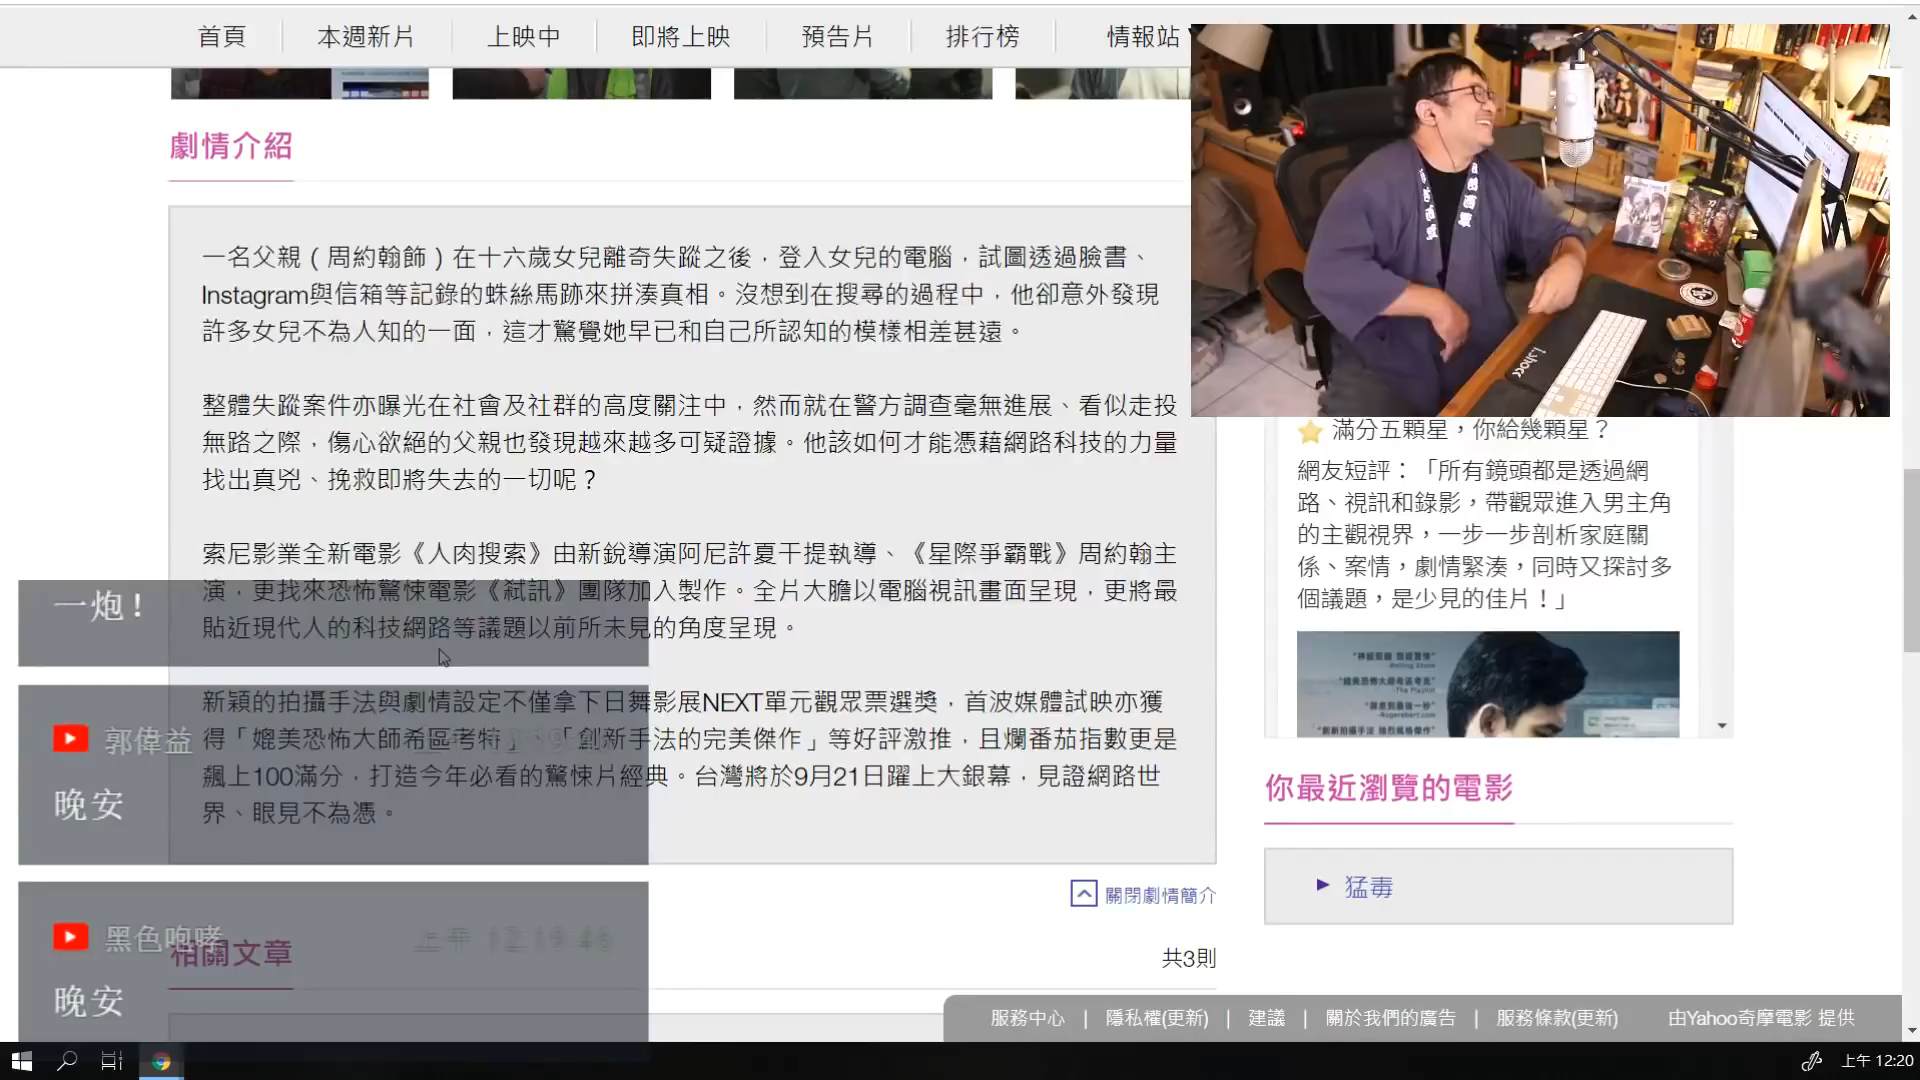 首頁
本週新片
上映中
即將上映
預告片
排行榜
情報站
劇情介紹
一名父親（周約翰飾）在十六歲女兒離奇失蹤之後，登入女兒的電腦，試圖透過臉書、
Instagram與信箱等記錄的蛛絲馬跡來拼湊真相。沒想到在搜尋的過程中，他卻意外發現
許多女兒不為人知的一面，這才驚覺她早已和自己所認知的模樣相差甚遠。
整體失蹤案件亦曝光在社會及社群的高度關注中，然而就在警方調查毫無進展、看似走投
無路之際，傷心欲絕的父親也發現越來越多可疑證據。他該如何才能憑藉網路科技的力量
找出真兇、挽救即將失去的一切呢？
索尼影業全新電影《人肉搜索》由新銳導演阿尼許夏干提執導、《星際爭霸戰》周約翰主
演，更找來恐怖驚悚電影《弒訊》團隊加入製作。全片大膽以電腦視訊畫面呈現，更將最
貼近現代人的科技網路等議題以前所未見的角度呈現。
新穎的拍攝手法與劇情設定不僅拿下日舞影展NEXT單元觀眾票選獎，首波媒體試映亦獲
得「媲美恐怖大師希區考特」、「創新手法的完美傑作」等好評激推，且爛番茄指數更是
飆上100滿分，打造今年必看的驚悚片經典。台灣將於9月21日躍上大銀幕，見證網路世
界、眼見不為憑。
一炮！
郭偉益
晚安
黑色咆哮
上午 12:19:46
晚安
關閉劇情簡介
相關文章
共3則
滿分五顆星，你給幾顆星？
網友短評：「所有鏡頭都是透過網
路、視訊和錄影，帶觀眾進入男主角
的主觀視界，一步一步剖析家庭關
係、案情，劇情緊湊，同時又探討多
個議題，是少見的佳片！」
你最近瀏覽的電影
猛毒
服務中心 | 隱私權(更新) | 建議 | 關於我們的廣告 | 服務條款(更新) 由Yahoo奇摩電影 提供
上午 12:20